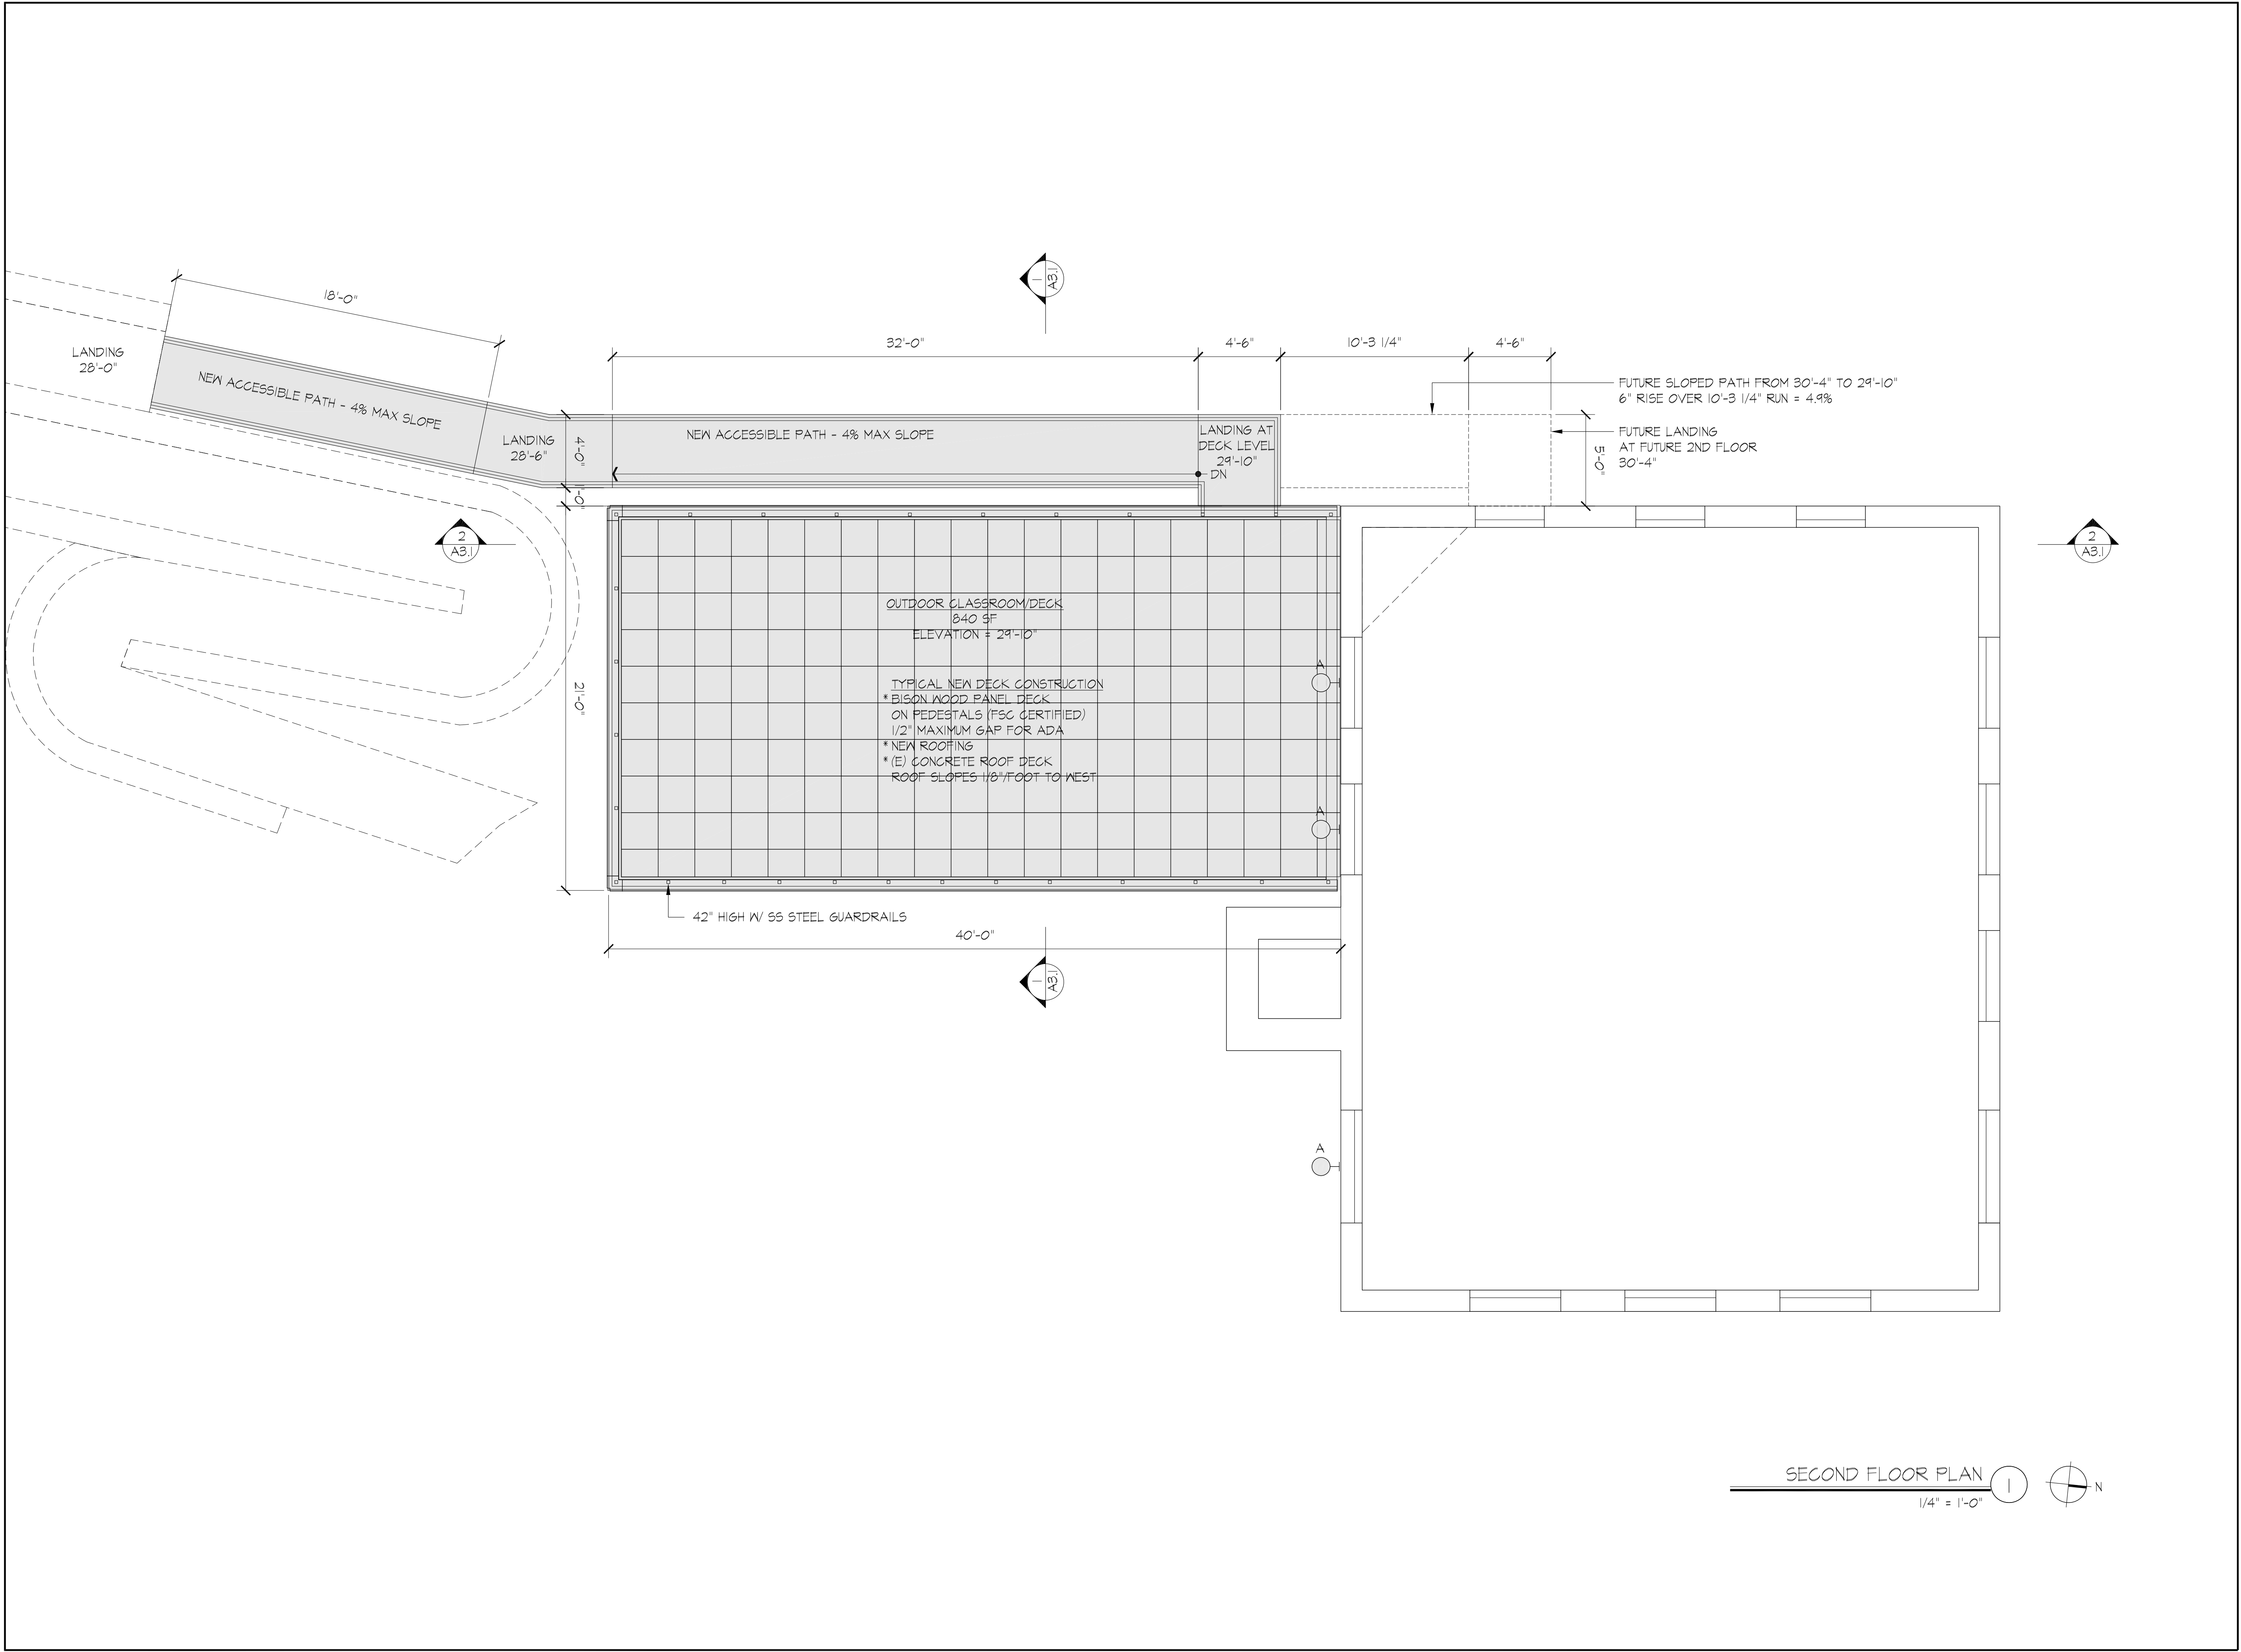 1
A3.1
18'-0"
32'-0"
4'-6"
10'-3 1/4"
4'-6"
LANDING
28'-0"
NEW ACCESSIBLE PATH - 4% MAX SLOPE
FUTURE SLOPED PATH FROM 30'-4" TO 29'-10"
6" RISE OVER 10'-3 1/4" RUN = 4.9%
LANDING
28'-6"
4'-0"
NEW ACCESSIBLE PATH - 4% MAX SLOPE
LANDING AT
DECK LEVEL
29'-10"
DN
5'-0"
FUTURE LANDING
AT FUTURE 2ND FLOOR
30'-4"
1'-0"
2
A3.1
2
A3.1
OUTDOOR CLASSROOM/DECK
840 SF
ELEVATION = 29'-10"
A
21'-0"
TYPICAL NEW DECK CONSTRUCTION
* BISON WOOD PANEL DECK
ON PEDESTALS (FSC CERTIFIED)
1/2" MAXIMUM GAP FOR ADA
* NEW ROOFING
* (E) CONCRETE ROOF DECK
ROOF SLOPES 1/8"/FOOT TO WEST
A
42" HIGH W/ SS STEEL GUARDRAILS
40'-0"
1
A3.1
A
SECOND FLOOR PLAN
1
N
1/4" = 1'-0"